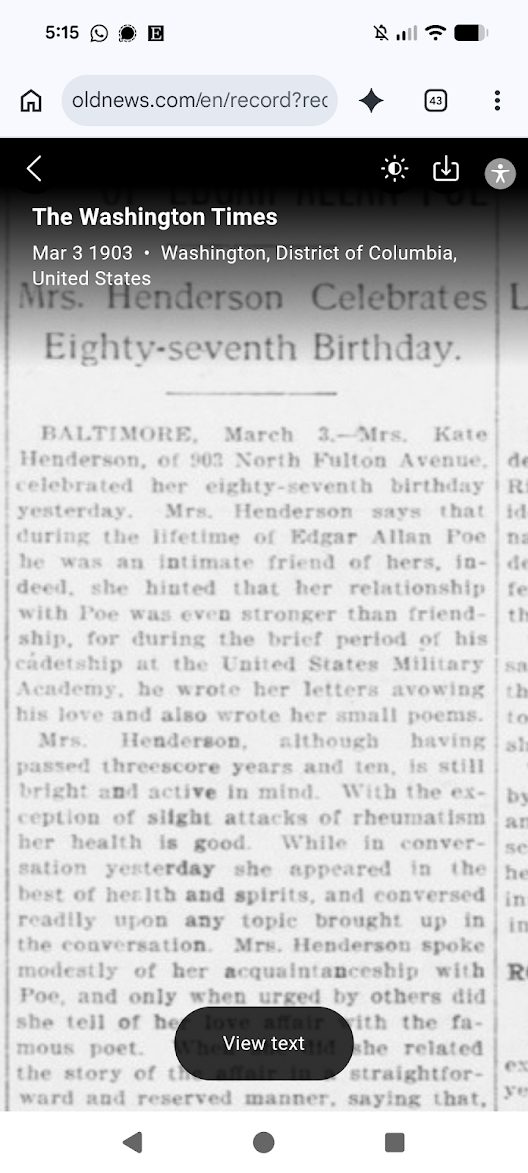 5:15
43
oldnews.com/en/record?rec
OF EDGAR ALLAN POE
The Washington Times
Mar 3 1903 • Washington, District of Columbia,
United States
Mrs. Henderson Celebrates
Eighty-seventh Birthday.
BALTIMORE, March 3.—Mrs. Kate
Henderson, of 903 North Fulton Avenue,
celebrated her eighty-seventh birthday
yesterday. Mrs. Henderson says that
during the lifetime of Edgar Allan Poe
he was an intimate friend of hers, in-
deed, she hinted that her relationship
with Poe was even stronger than friend-
ship, for during the brief period of his
cadetship at the United States Military
Academy, he wrote her letters avowing
his love and also wrote her small poems.
Mrs. Henderson, although having
passed threescore years and ten, is still
bright and active in mind. With the ex-
ception of slight attacks of rheumatism
her health is good. While in conver-
sation yesterday she appeared in the
best of health and spirits, and conversed
readily upon any topic brought up in
the conversation. Mrs. Henderson spoke
modestly of her acquaintanceship with
Poe, and only when urged by others did
she tell of her love affair with the fa-
mous poet. When she related
the story of the affair in a straightfor-
ward and reserved manner, saying that,
View text